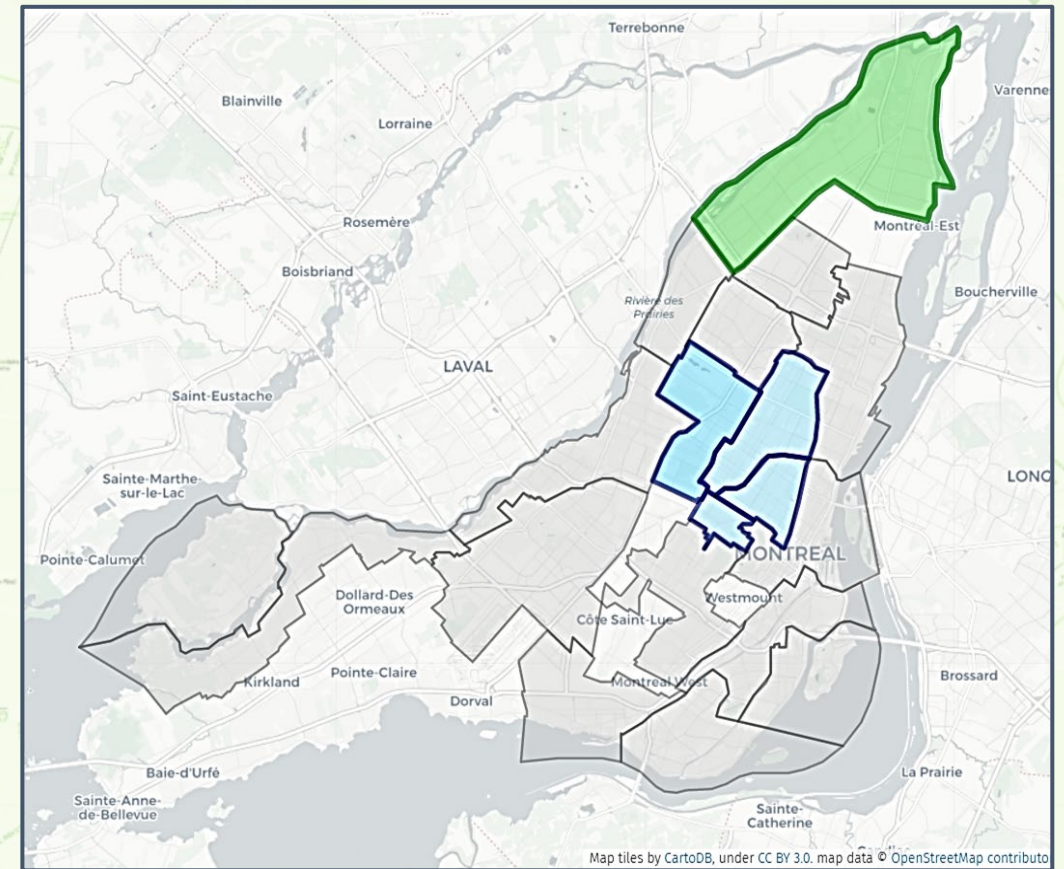 Terrebonne
Varenne
Blainville
Lorraine
Rosemère
Montreal-Est
Boisbriand
Boucherville
Rivière des
Prairies
LAVAL
Saint-Eustache
Sainte-Marthe-
sur-le-Lac
LONG
Pointe-Calumet
MONTREAL
Dollard-Des
Ormeaux
Westmount
Côte Saint-Luc
Kirkland
Pointe-Claire
Montreal West
Brossard
Dorval
Baie-d'Urfé
La Prairie
Sainte-Anne-
de-Bellevue
Sainte-
Catherine
Map tiles by CartoDB, under CC BY 3.0. map data © OpenStreetMap contributo